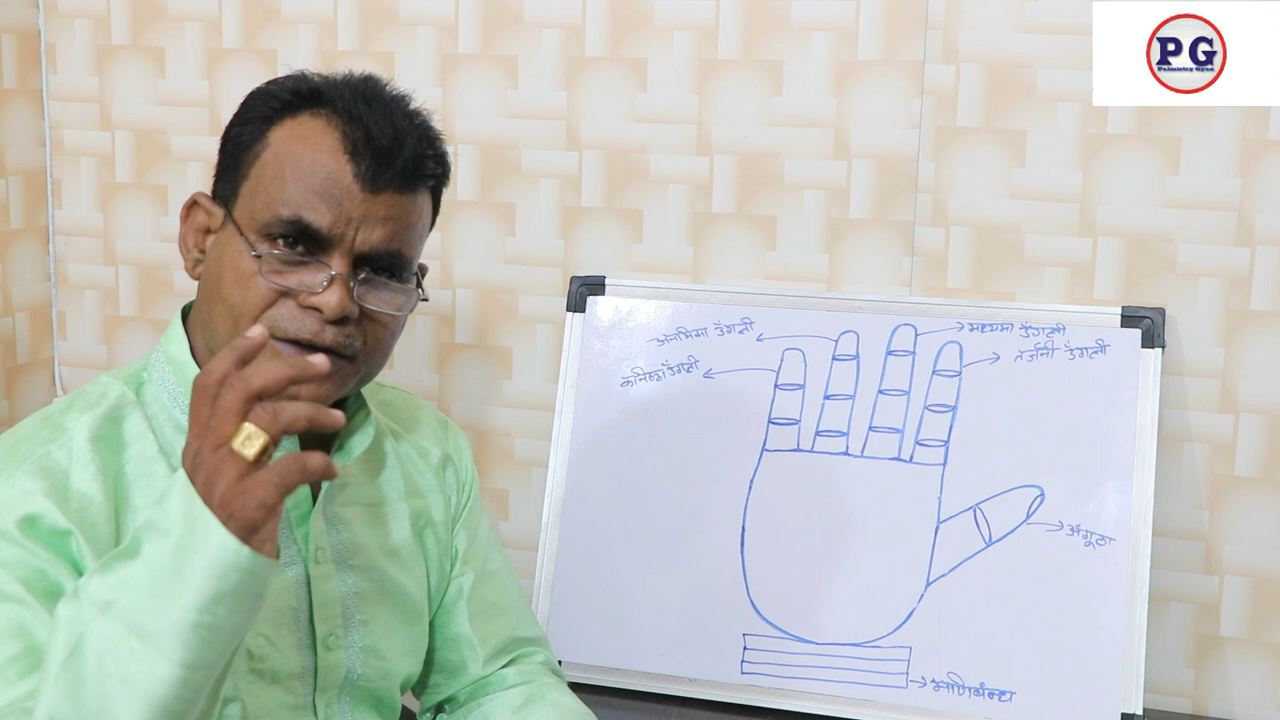 PG
Palmistry Gyan
अनामिका उँगली
कनिष्ठा उँगली
मध्यमा उँगली
तर्जनी उँगली
अँगूठा
मणिबंन्ध